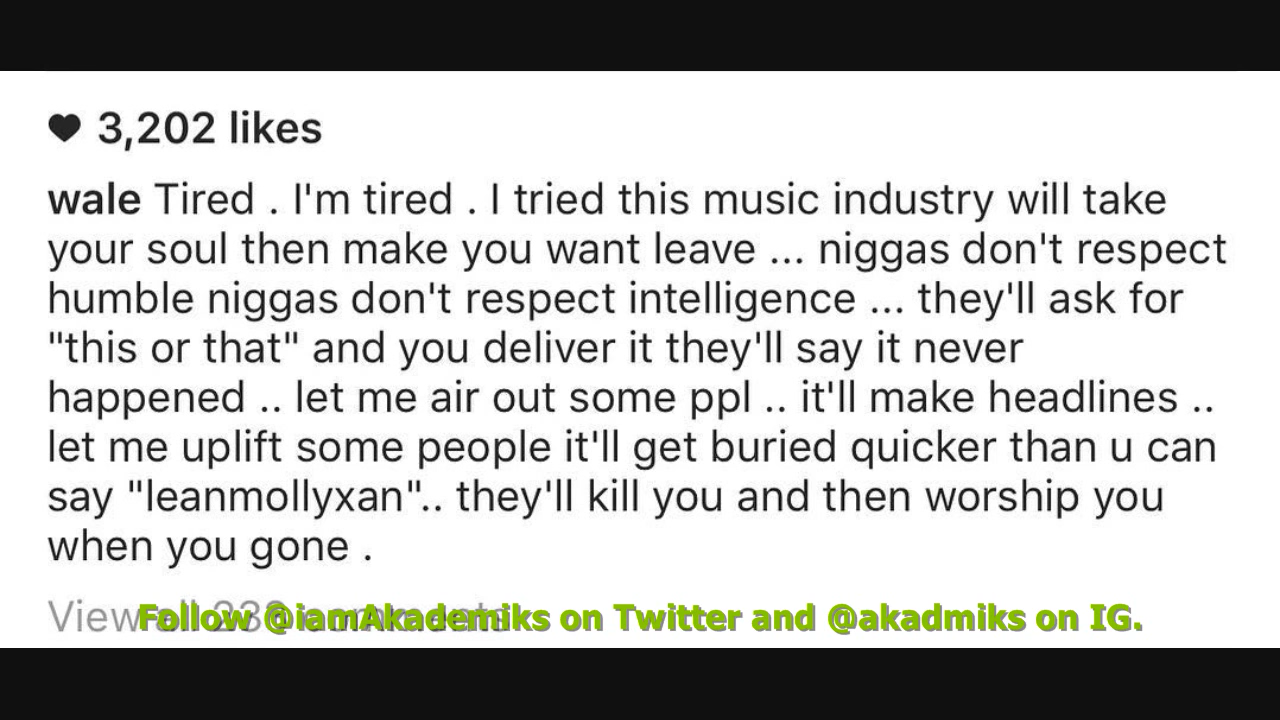 3,202 likes
wale Tired . I'm tired . I tried this music industry will take
your soul then make you want leave ... niggas don't respect
humble niggas don't respect intelligence ... they'll ask for
"this or that" and you deliver it they'll say it never
happened .. let me air out some ppl .. it'll make headlines ..
let me uplift some people it'll get buried quicker than u can
say "leanmollyxan".. they'll kill you and then worship you
when you gone .
View all comments
Follow @iamAkademiks on Twitter and @akadmiks on IG.